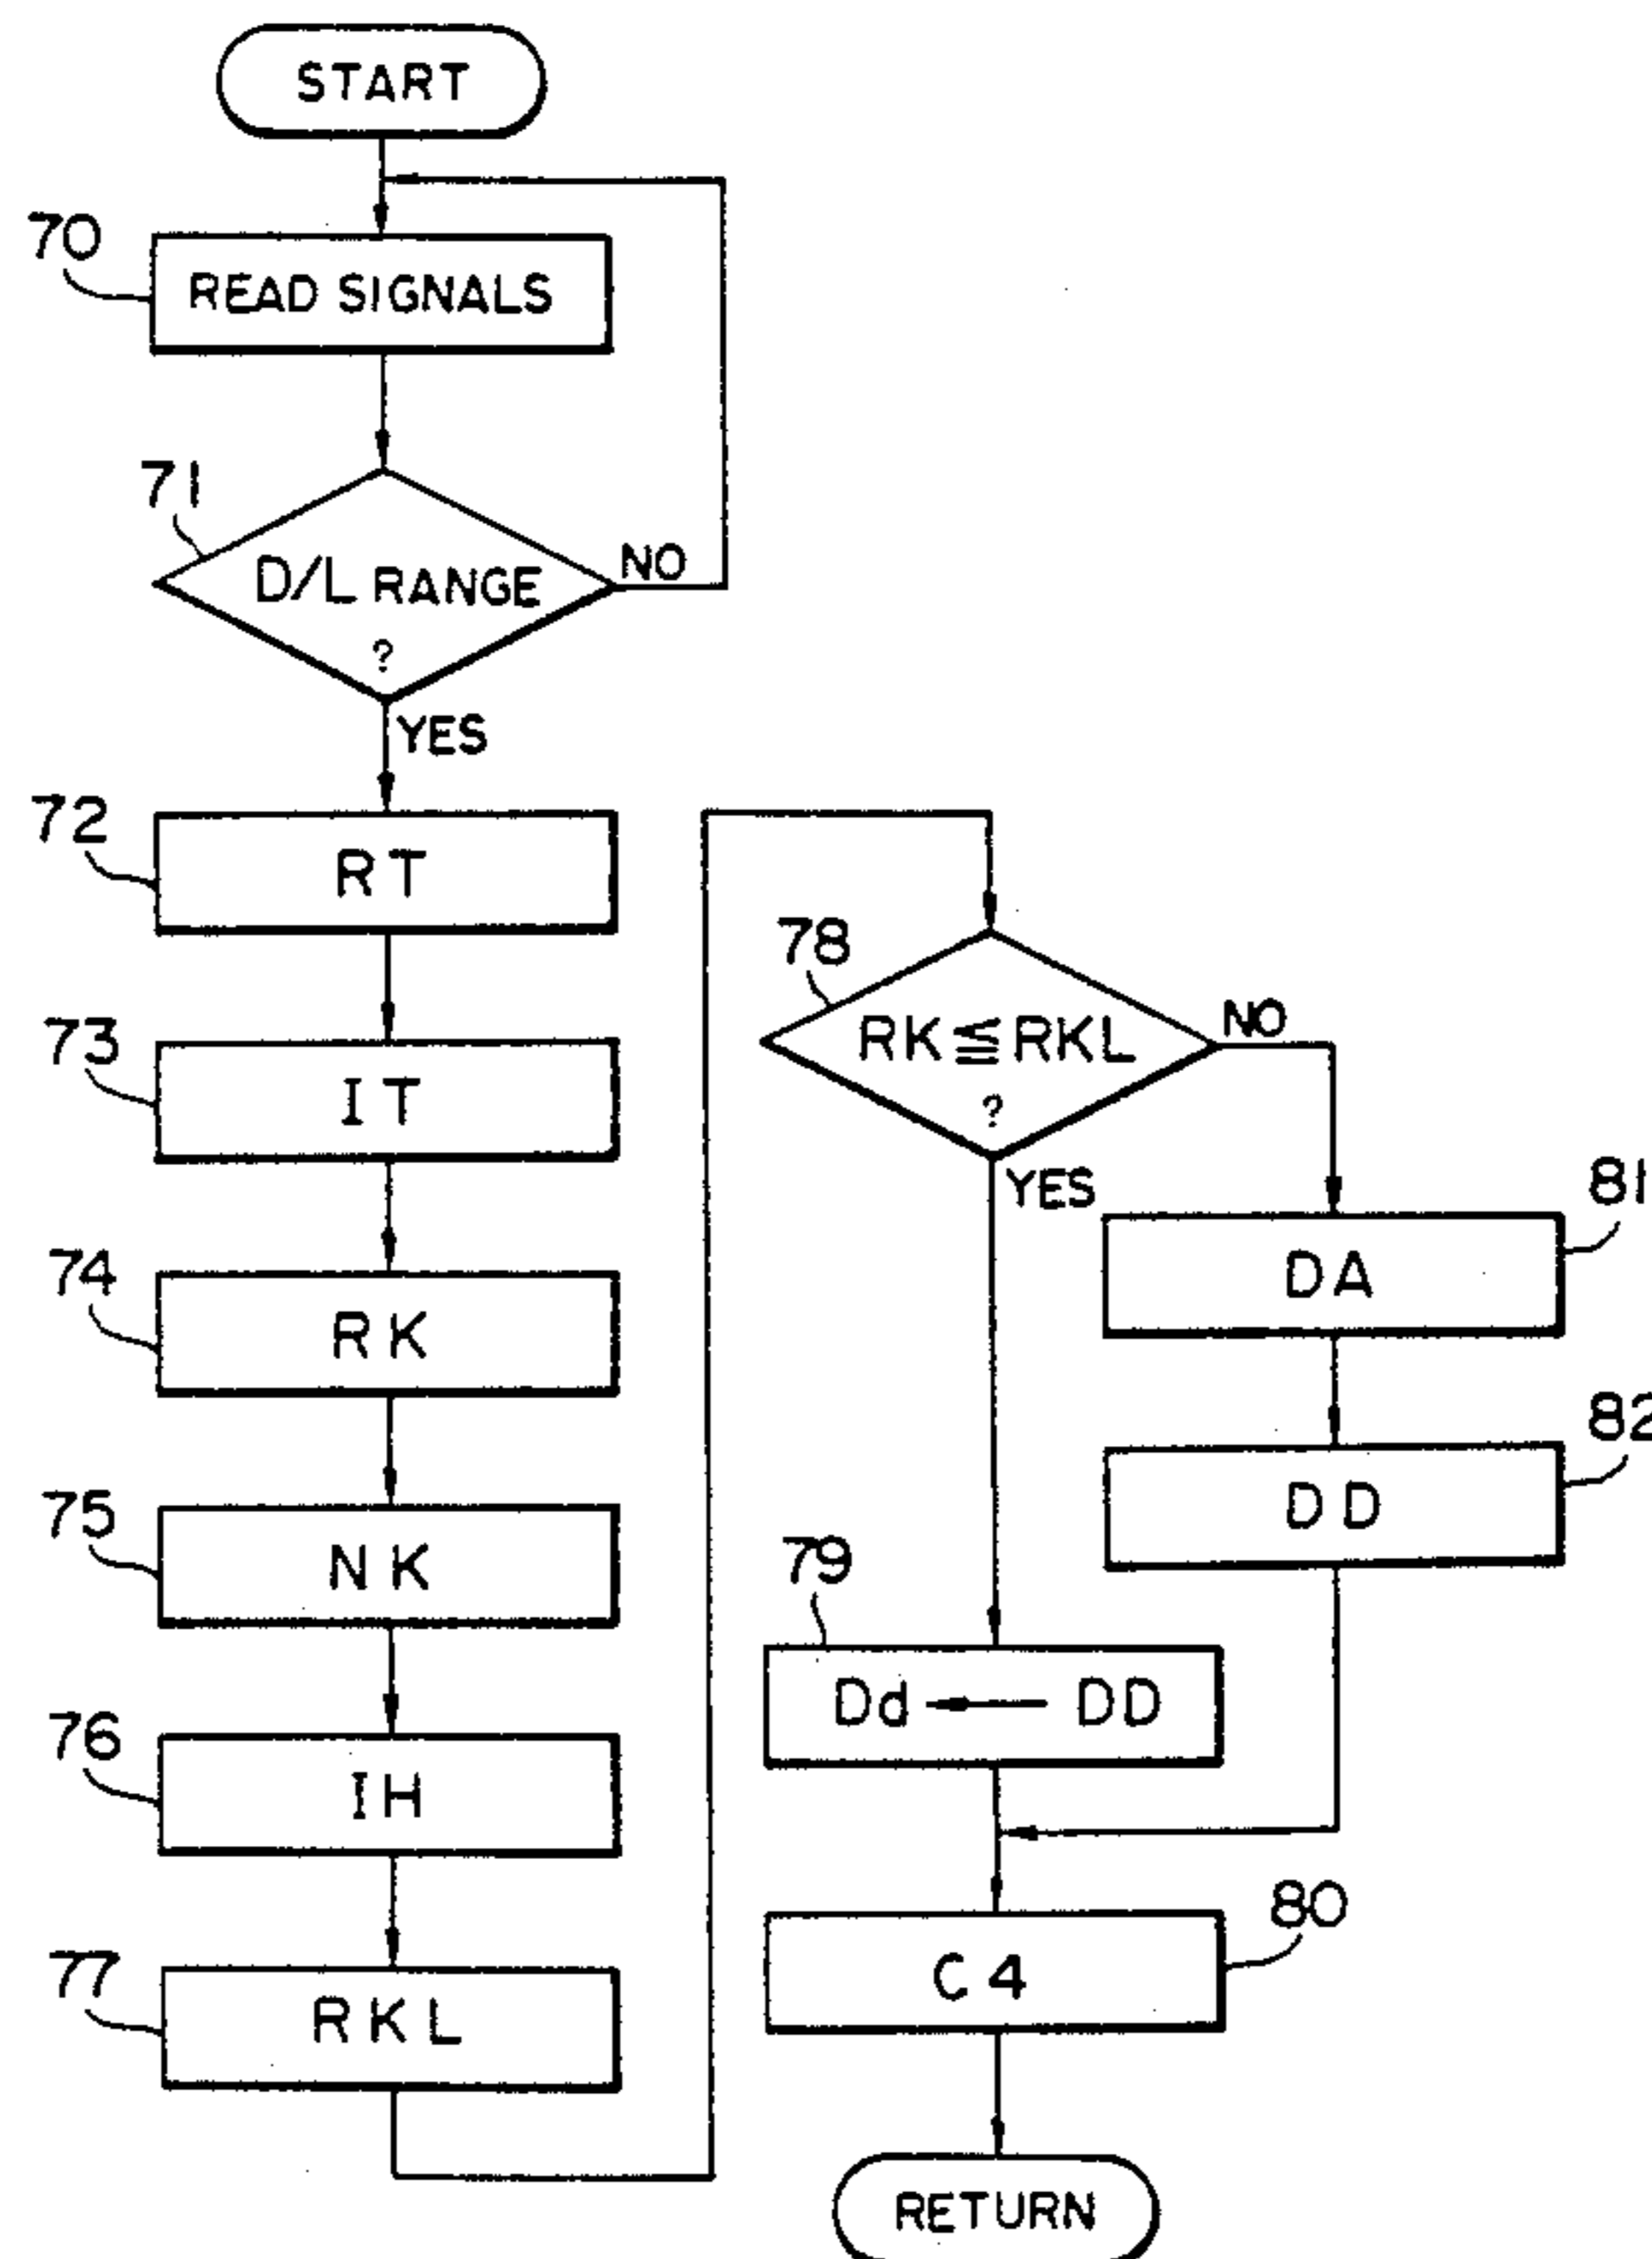 START
70
READ SIGNALS
71
D/L RANGE
?
NO
YES
72
RT
73
IT
74
RK
75
NK
76
IH
77
RKL
78
RK≦RKL
?
NO
YES
81
DA
82
DD
79
Dd ← DD
80
C4
RETURN